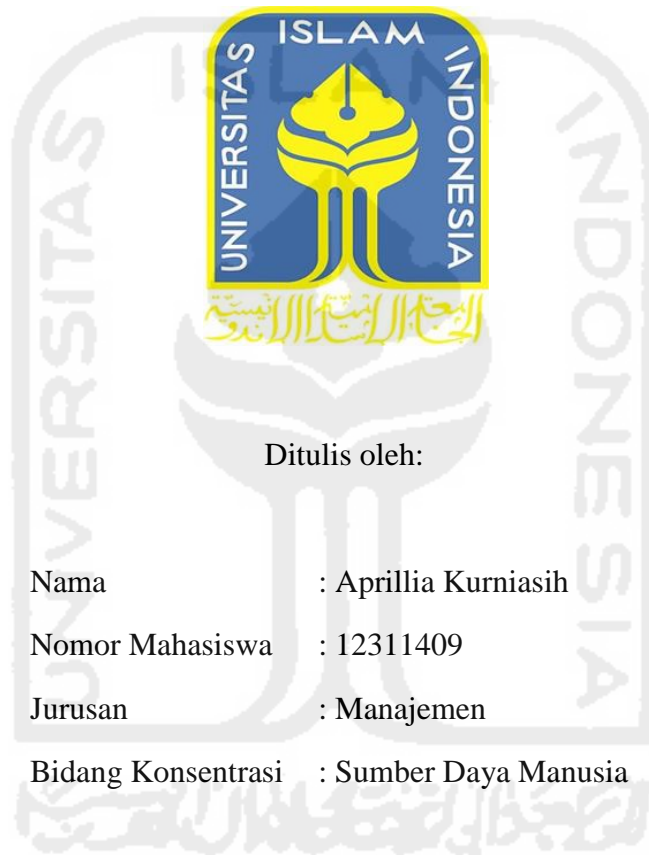 UNIVERSITAS ISLAM INDONESIA
Ditulis oleh:
Nama : Aprillia Kurniasih
Nomor Mahasiswa : 12311409
Jurusan : Manajemen
Bidang Konsentrasi : Sumber Daya Manusia